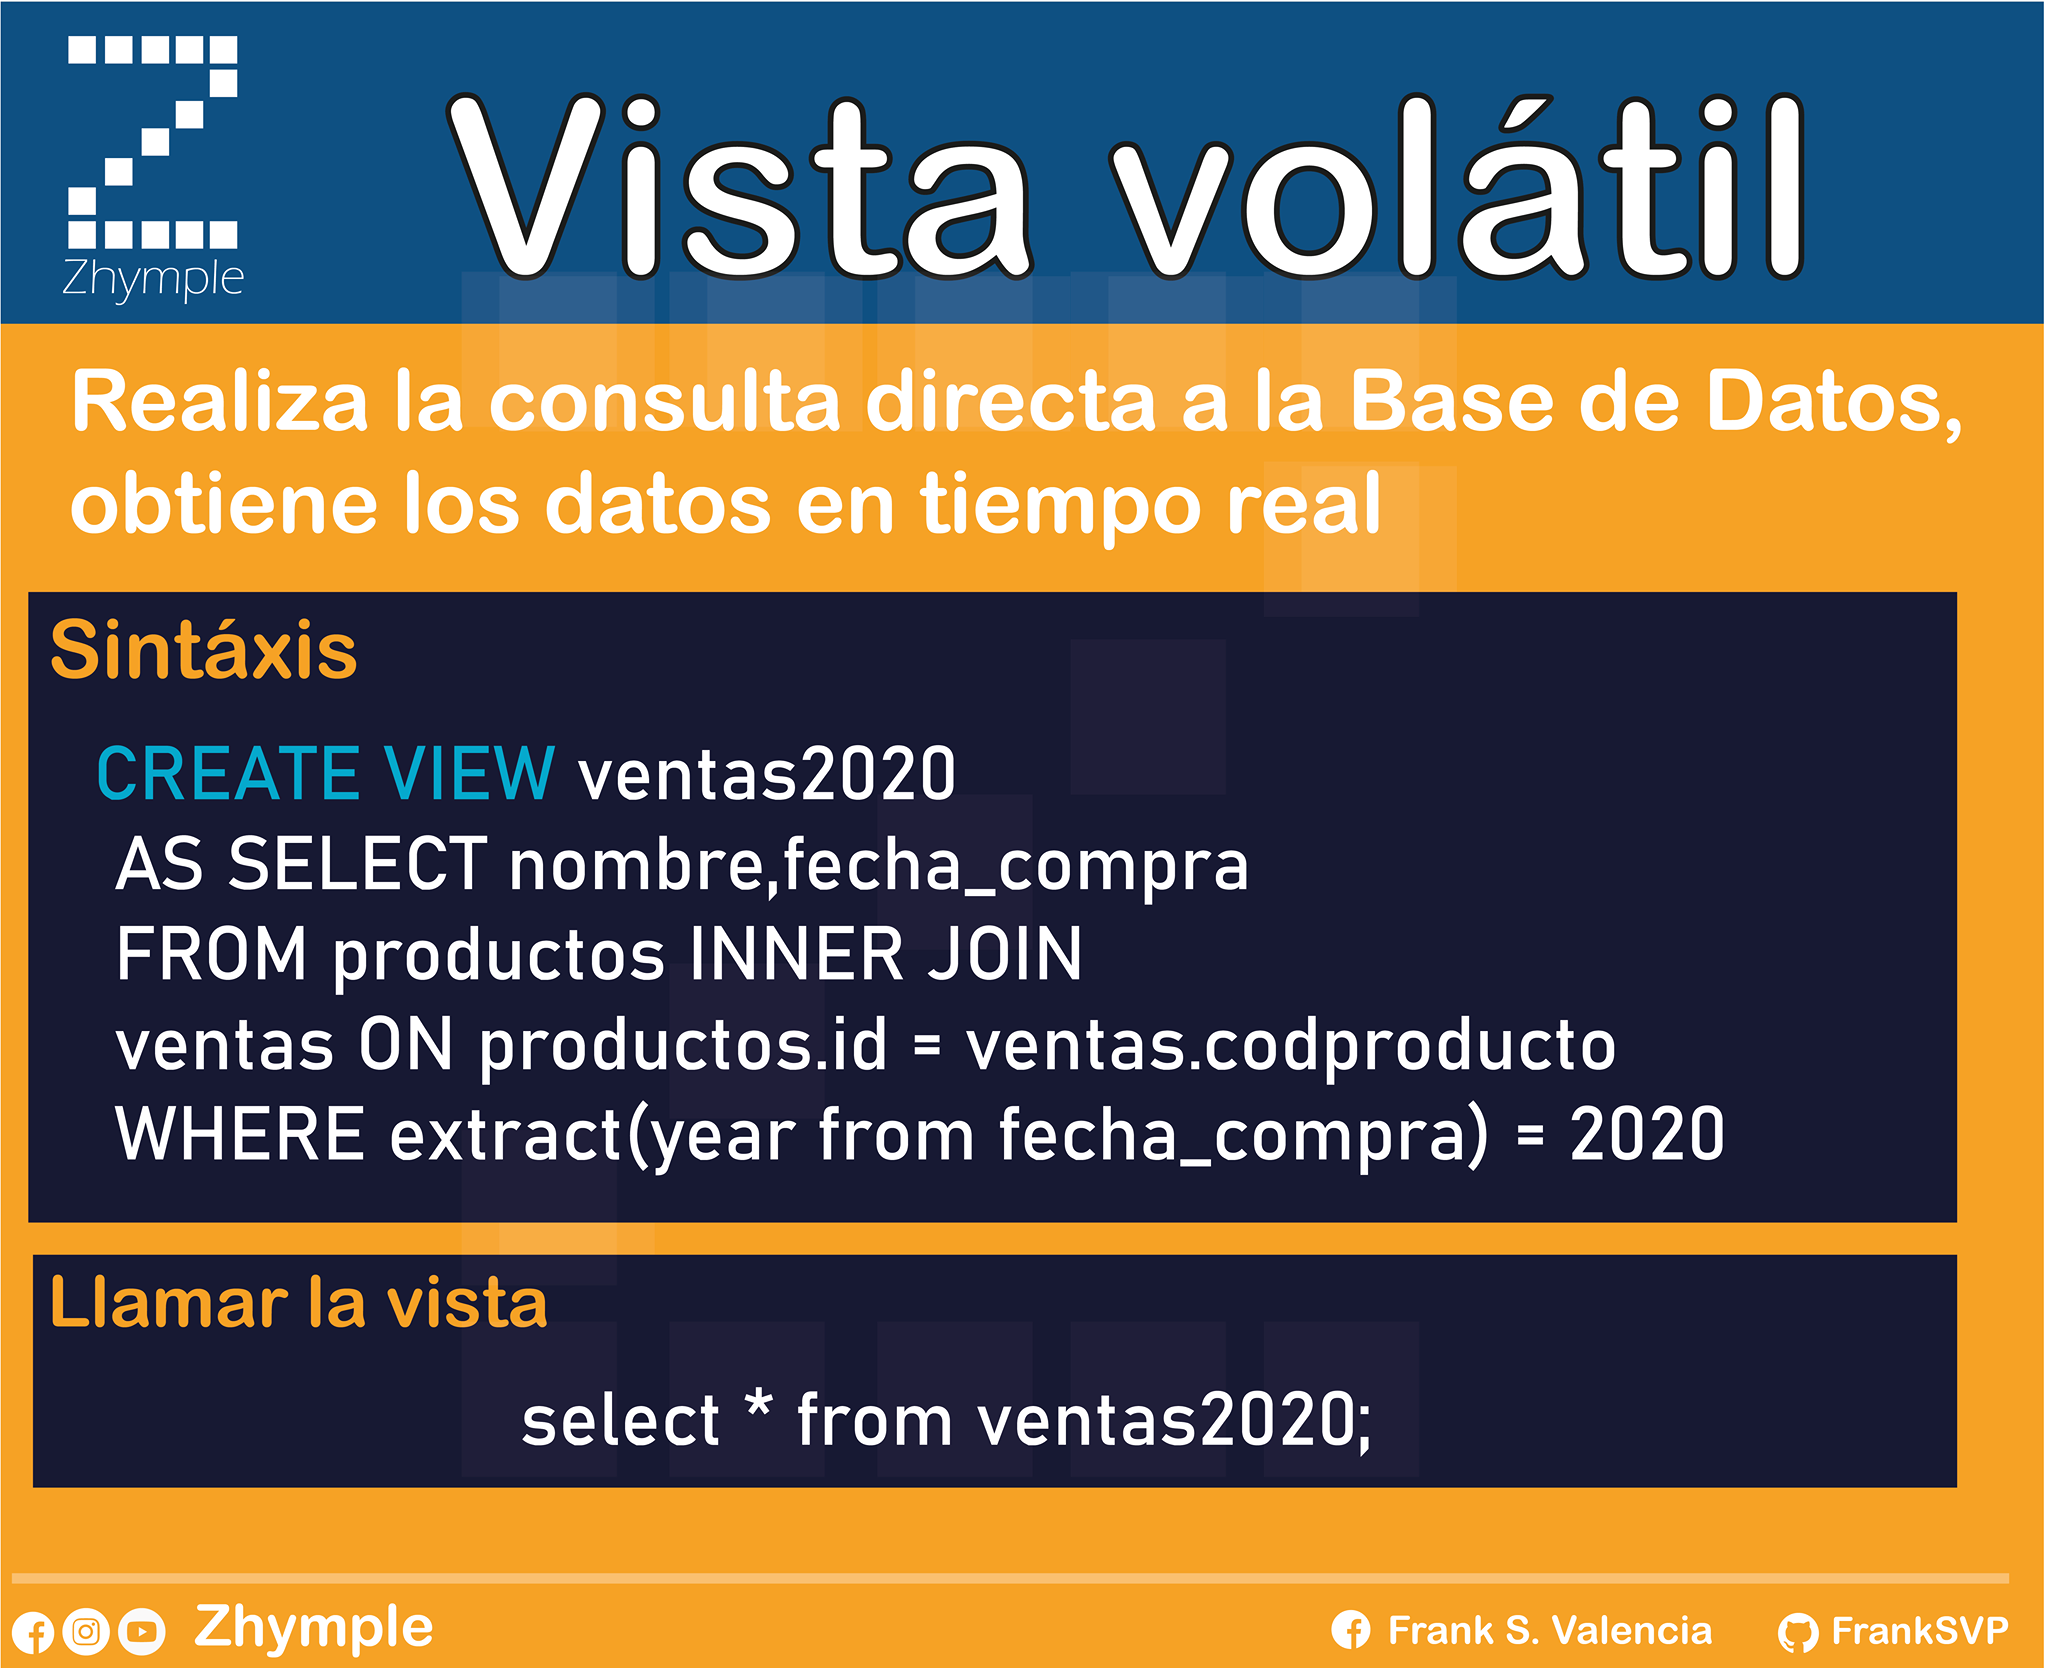 Zhymple
Vista volátil
Realiza la consulta directa a la Base de Datos,
obtiene los datos en tiempo real
Sintáxis
CREATE VIEW ventas2020
AS SELECT nombre,fecha_compra
FROM productos INNER JOIN
ventas ON productos.id = ventas.codproducto
WHERE extract(year from fecha_compra) = 2020
Llamar la vista
select * from ventas2020;
Zhymple
Frank S. Valencia
FrankSVP